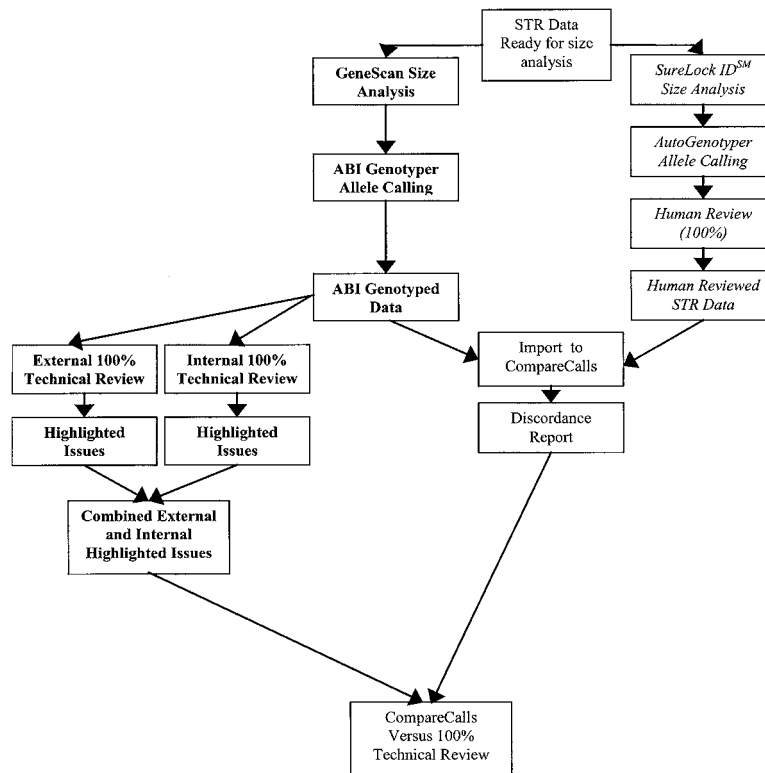 STR Data
Ready for size
analysis
GeneScan Size
Analysis
SureLock ID^SM
Size Analysis
ABI Genotyper
Allele Calling
AutoGenotyper
Allele Calling
Human Review
(100%)
ABI Genotyped
Data
Human Reviewed
STR Data
External 100%
Technical Review
Internal 100%
Technical Review
Import to
CompareCalls
Highlighted
Issues
Highlighted
Issues
Discordance
Report
Combined External
and Internal
Highlighted Issues
CompareCalls
Versus 100%
Technical Review